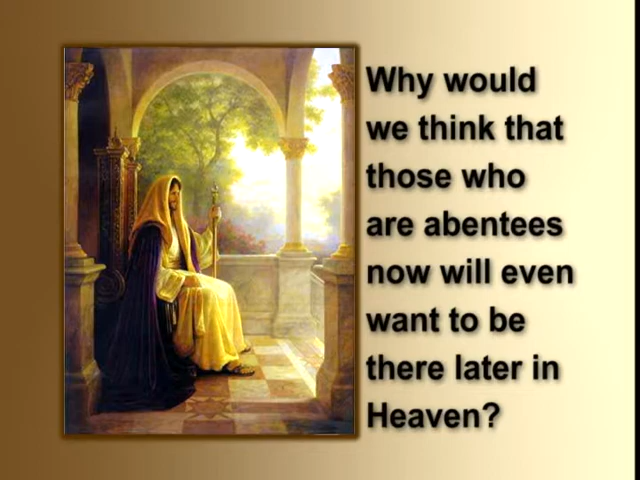 Why would
we think that
those who
are abentees
now will even
want to be
there later in
Heaven?